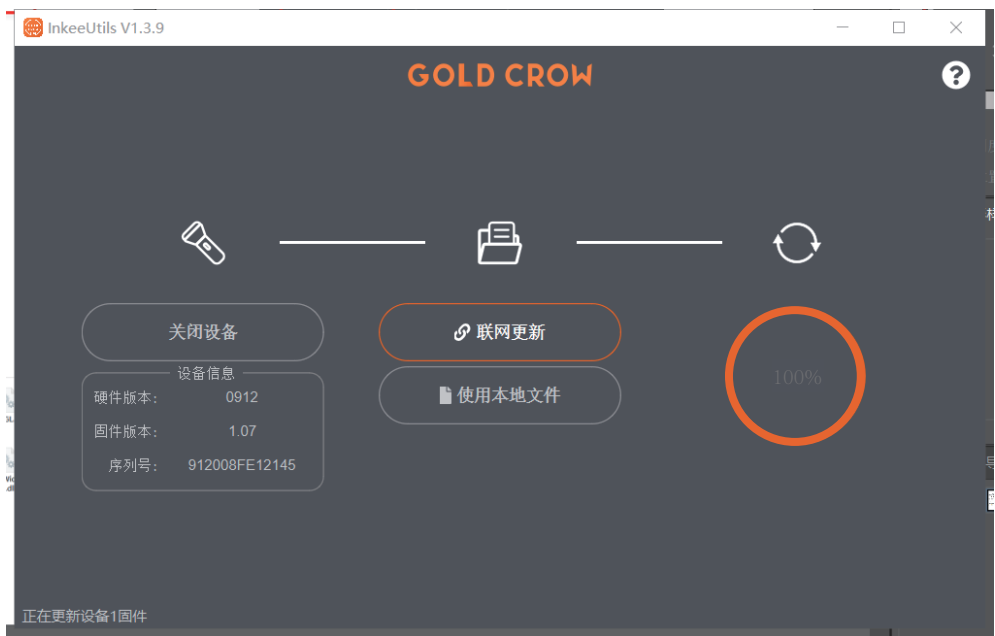 InkeeUtils V1.3.9
GOLD CROW
?
关闭设备
联网更新
使用本地文件
100%
设备信息
硬件版本: 0912
固件版本: 1.07
序列号: 912008FE12145
正在更新设备1固件